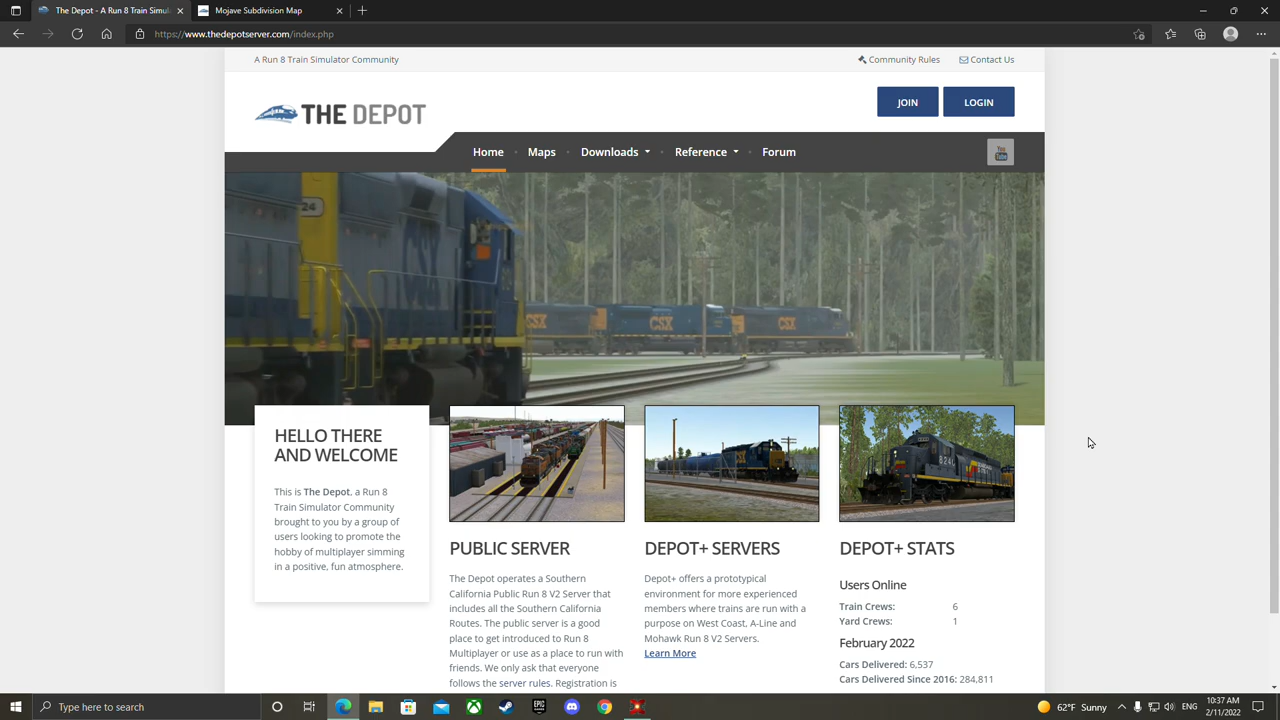 The Depot - A Run 8 Train Simulati
Mojave Subdivision Map
https://www.thedepotserver.com/index.php
A Run 8 Train Simulator Community
Community Rules
Contact Us
THE DEPOT
JOIN
LOGIN
Home
Maps
Downloads
Reference
Forum
You Tube
24
CSX
CSX
CSX
HELLO THERE
AND WELCOME
This is The Depot, a Run 8
Train Simulator Community
brought to you by a group of
users looking to promote the
hobby of multiplayer simming
in a positive, fun atmosphere.
PUBLIC SERVER
The Depot operates a Southern
California Public Run 8 V2 Server that
includes all the Southern California
Routes. The public server is a good
place to get introduced to Run 8
Multiplayer or use as a place to run with
friends. We only ask that everyone
follows the server rules. Registration is
DEPOT+ SERVERS
Depot+ offers a prototypical
environment for more experienced
members where trains are run with a
purpose on West Coast, A-Line and
Mohawk Run 8 V2 Servers.
Learn More
DEPOT+ STATS
Users Online
Train Crews: 6
Yard Crews: 1
February 2022
Cars Delivered: 6,537
Cars Delivered Since 2016: 284,811
Type here to search
EPIC
62°F Sunny
ENG
10:37 AM
2/11/2022